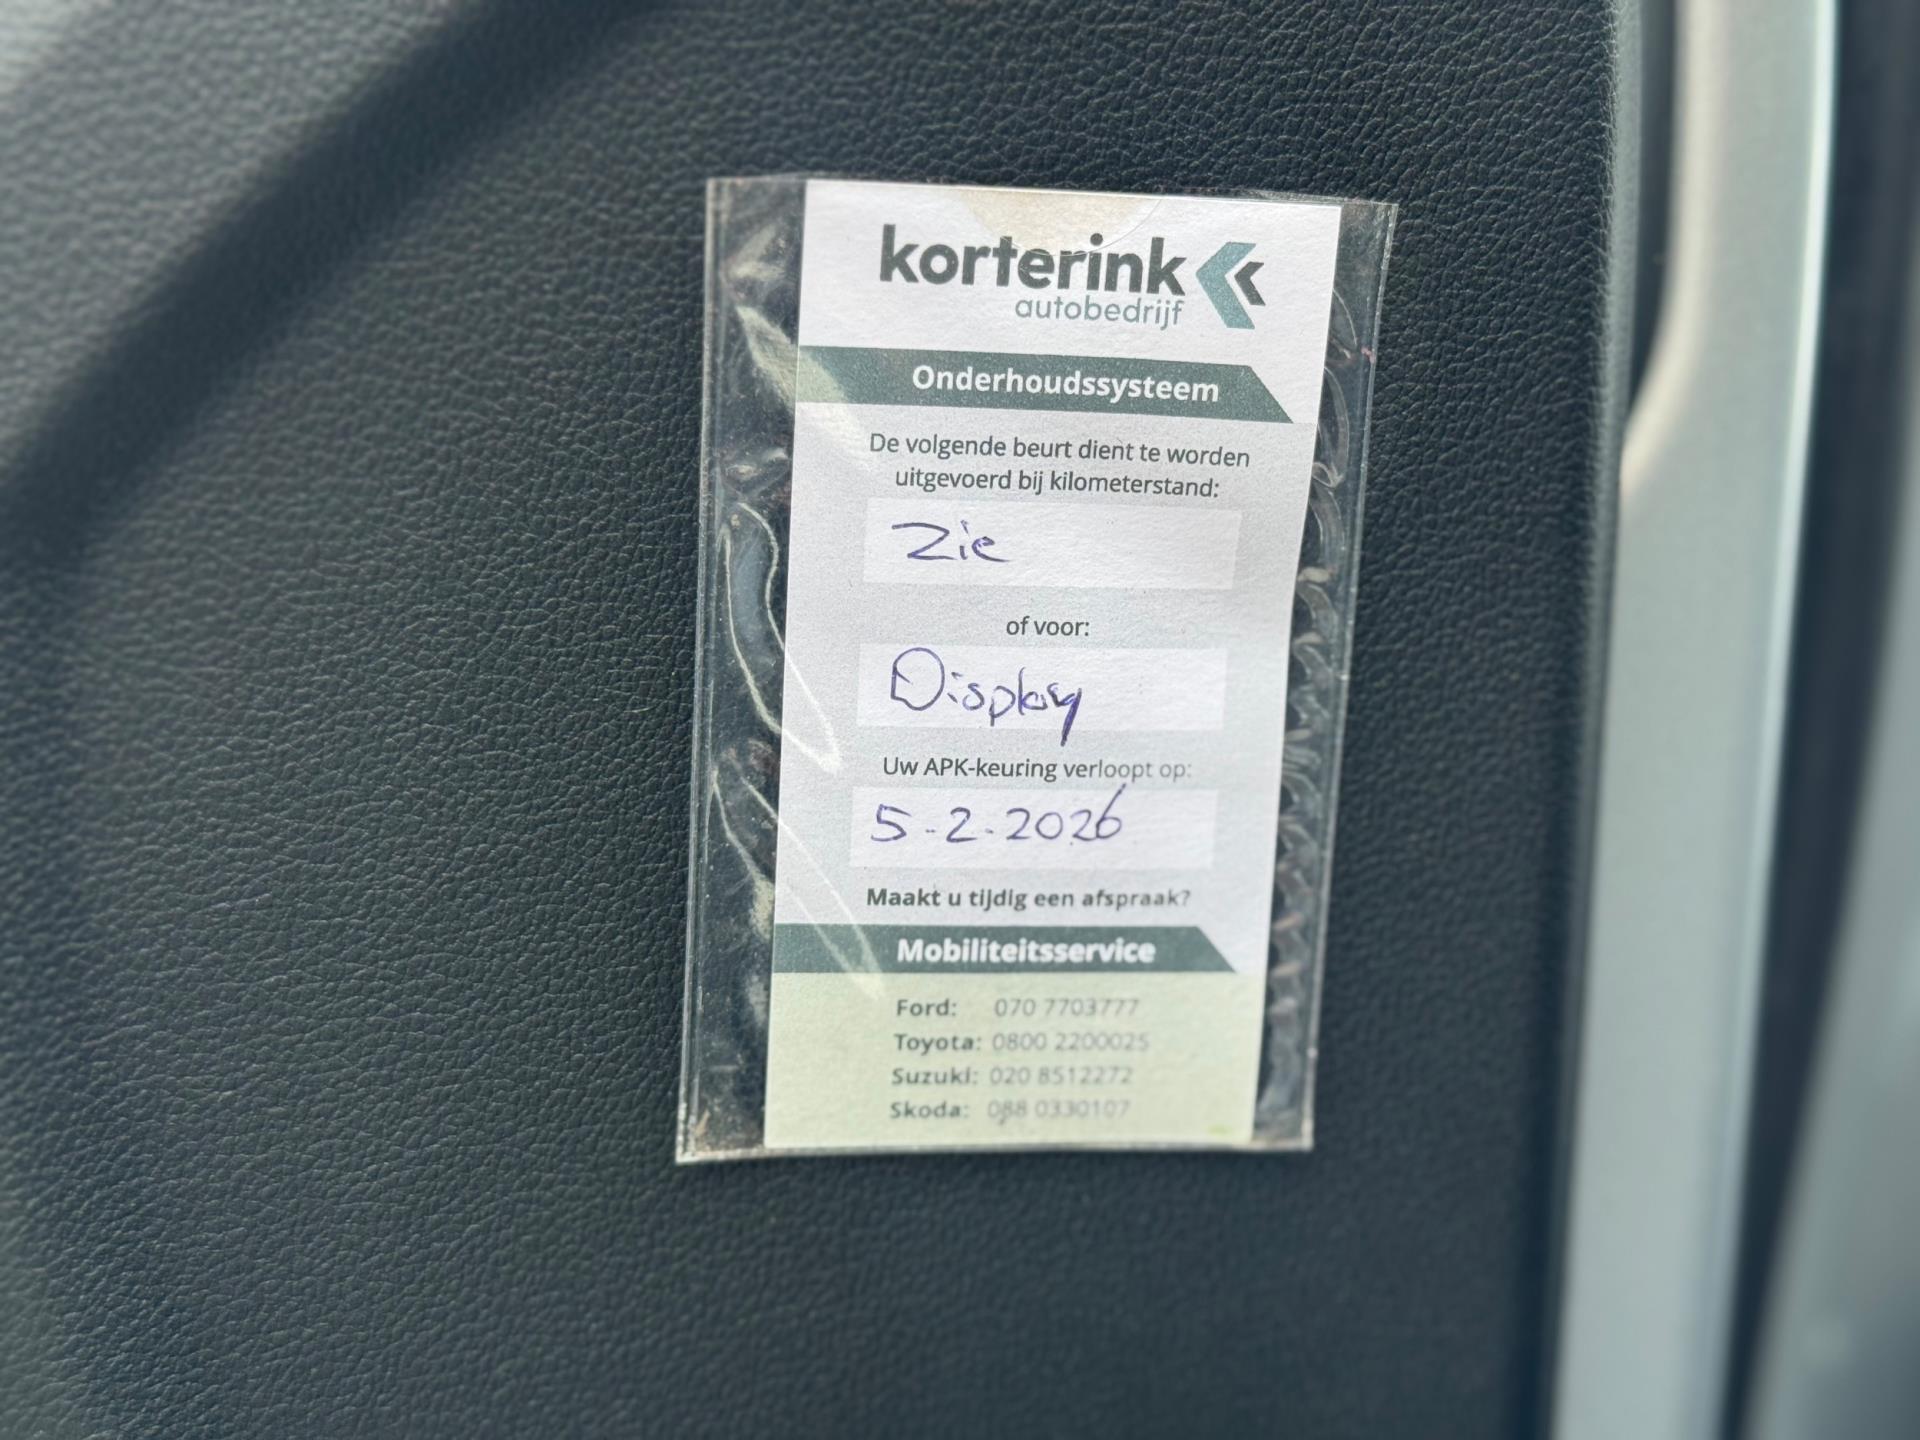 korterink
autobedrijf
Onderhoudssysteem
De volgende beurt dient te worden
uitgevoerd bij kilometerstand:
Zie
of voor:
Display
Uw APK-keuring verloopt op:
5-2-2026
Maakt u tijdig een afspraak?
Mobiliteitsservice
Ford: 070 7703777
Toyota: 0800 2200025
Suzuki: 020 8512272
Skoda: 088 0330107